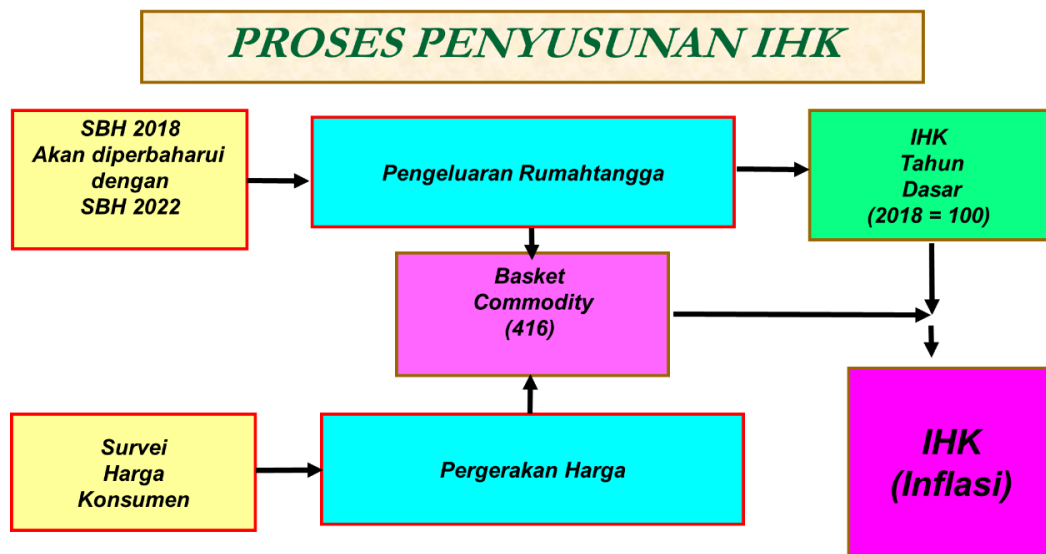 PROSES PENYUSUNAN IHK
SBH 2018
Akan diperbaharui
dengan
SBH 2022
Pengeluaran Rumahtangga
IHK
Tahun
Dasar
(2018 = 100)
Basket
Commodity
(416)
Survei
Harga
Konsumen
Pergerakan Harga
IHK
(Inflasi)